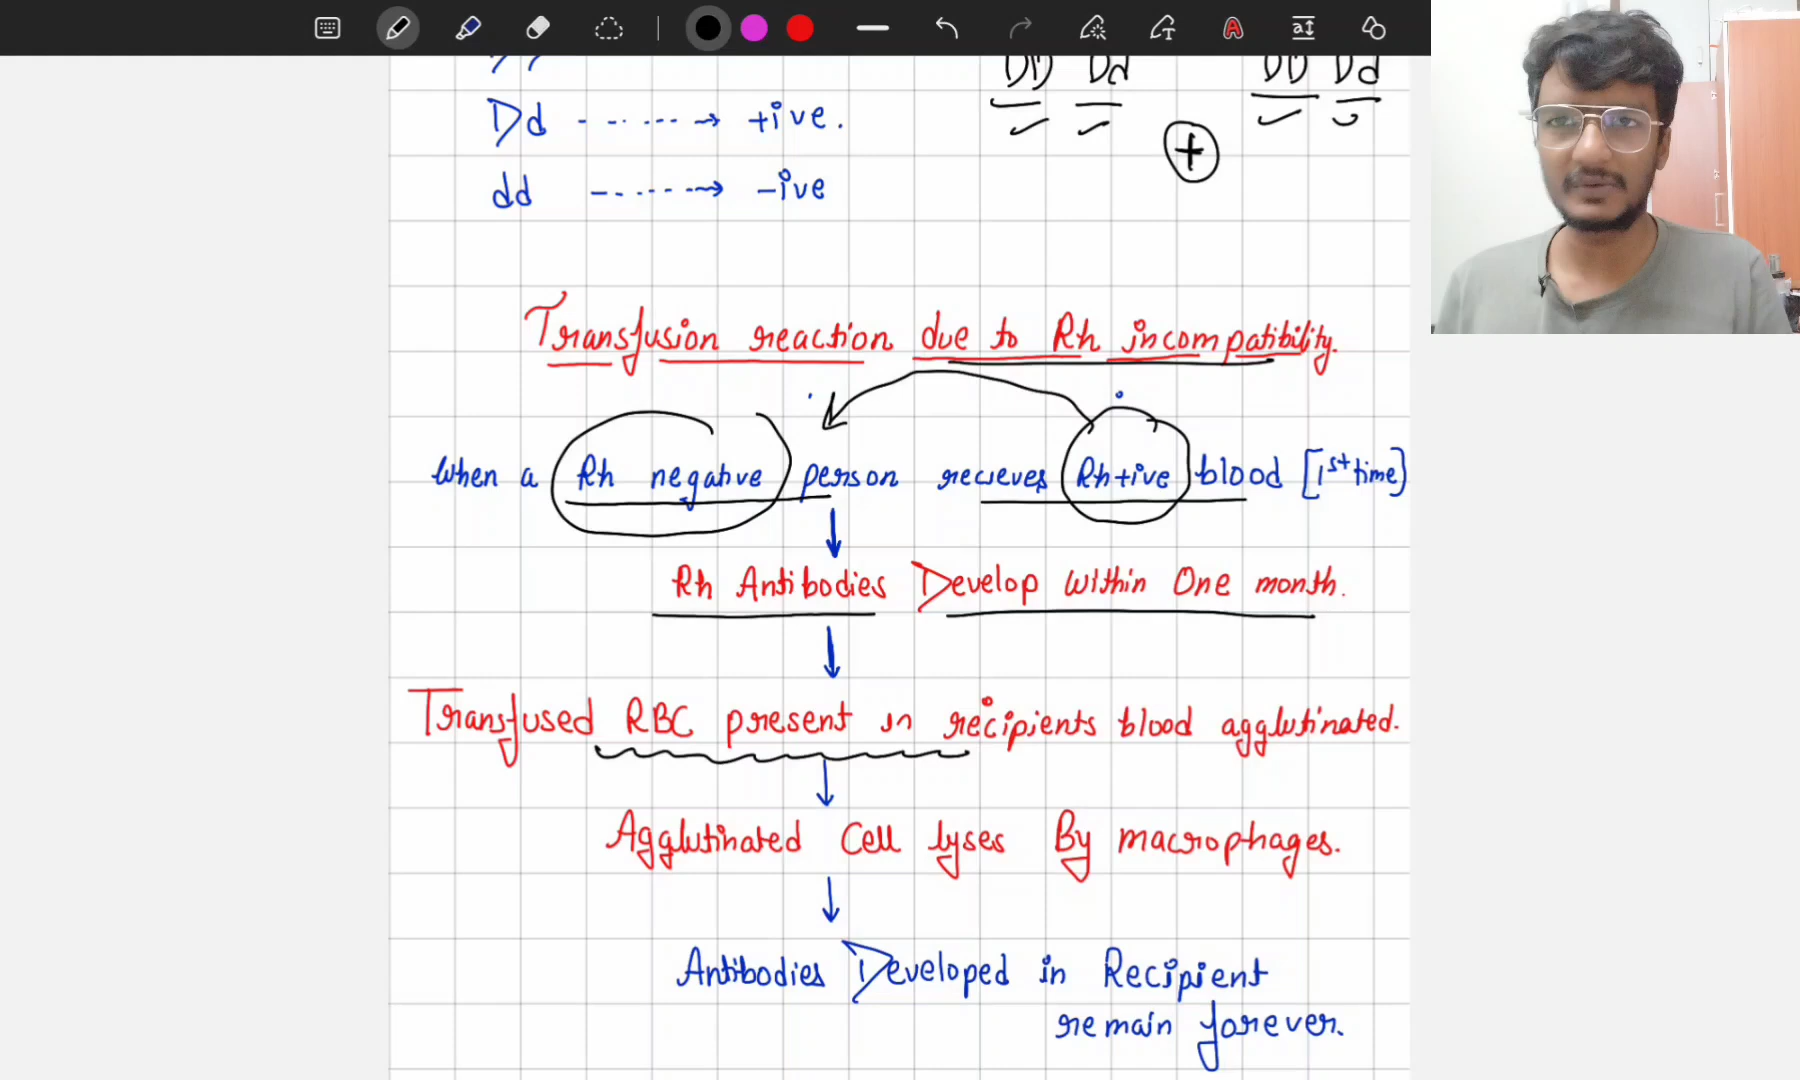 DD Dd DD Dd
Dd -----→ +ive.
+
dd -----→ -ive
Transfusion reaction due to Rh incompatibility.
When a Rh negative person recieves Rh+ive blood [1st time]
Rh Antibodies Develop within One month.
Transfused RBC present in recipients blood agglutinated.
Agglutinated Cell lyses By macrophages.
Antibodies Developed in Recipient
remain forever.